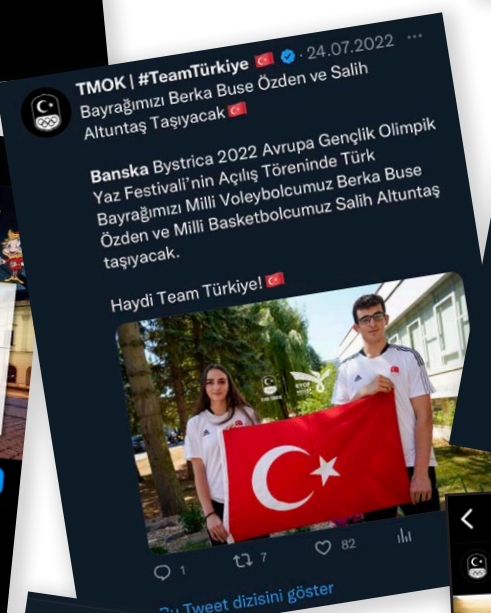 TMOK | #TeamTürkiye 🇹🇷 · 24.07.2022 ···
Bayrağımızı Berka Buse Özden ve Salih
Altuntaş Taşıyacak🇹🇷
Banska Bystrica 2022 Avrupa Gençlik Olimpik
Yaz Festivali'nin Açılış Töreninde Türk
Bayrağımızı Milli Voleybolcumuz Berka Buse
Özden ve Milli Basketbolcumuz Salih Altuntaş
taşıyacak.
Haydi Team Türkiye!🇹🇷
1 7 82
Bu Tweet dizisini göster